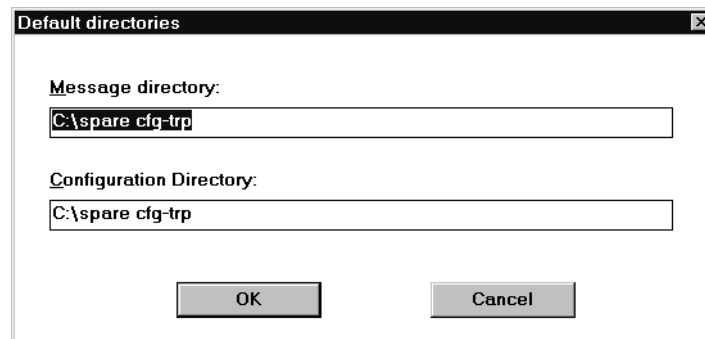 Default directories
Message directory:
C:\spare cfg-trp
Configuration Directory:
C:\spare cfg-trp
OK Cancel